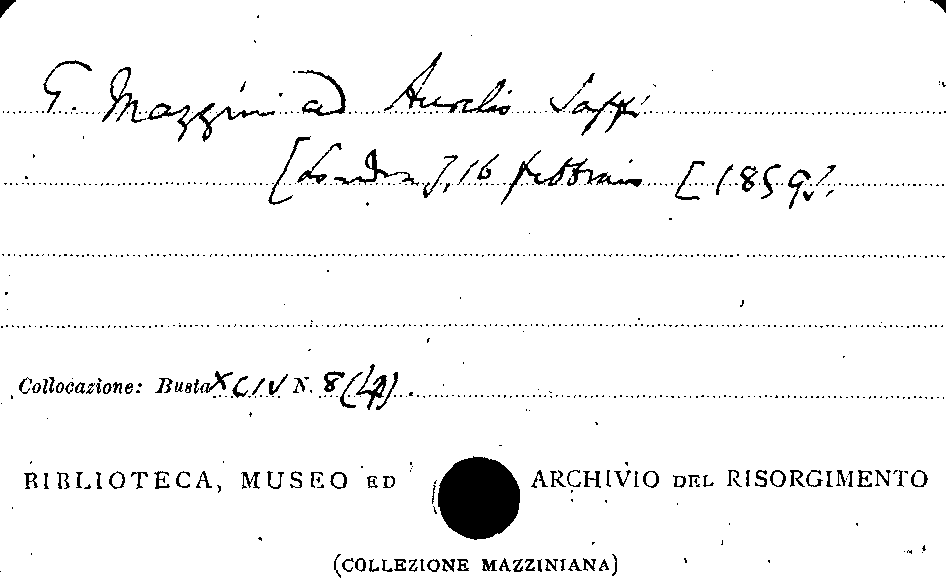 G. Mazzini ad Aurelio Saffi
[Londra], 16 febbraio [1859].
Collocazione: Busta XCIV N. 8 (4).
BIBLIOTECA, MUSEO ED ARCHIVIO DEL RISORGIMENTO
(COLLEZIONE MAZZINIANA)